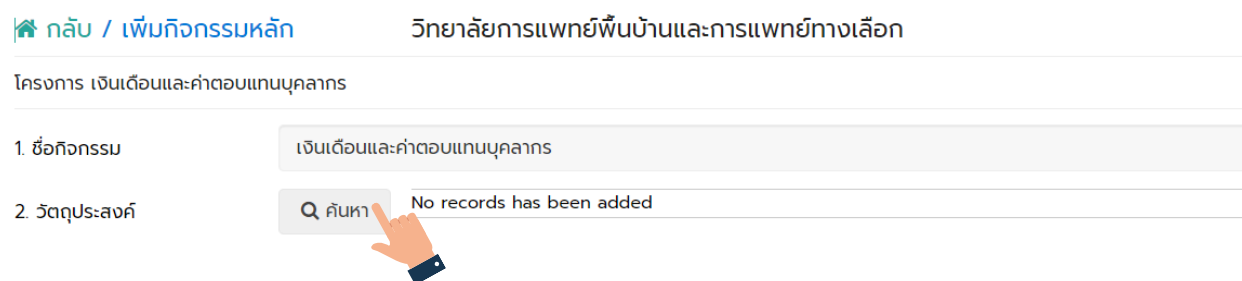 กลับ / เพิ่มกิจกรรมหลัก วิทยาลัยการแพทย์พื้นบ้านและการแพทย์ทางเลือก
โครงการ เงินเดือนและค่าตอบแทนบุคลากร
1. ชื่อกิจกรรม เงินเดือนและค่าตอบแทนบุคลากร
2. วัตถุประสงค์ ค้นหา No records has been added